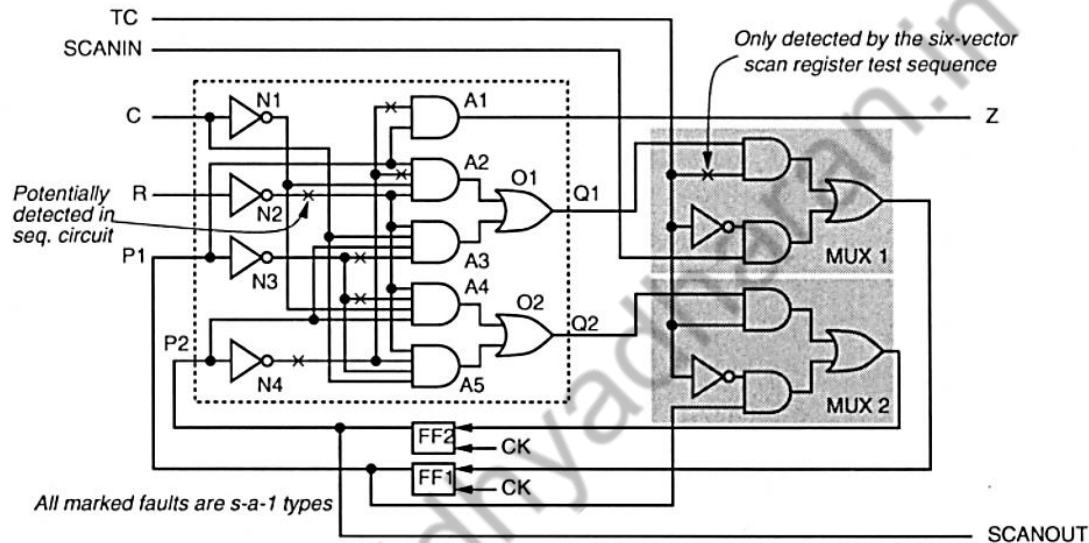 TC
SCANIN
Only detected by the six-vector
scan register test sequence
C
N1
A1
Z
A2
O1
Q1
Potentially
detected in
seq. circuit
R
N2
P1
N3
A3
MUX 1
A4
O2
Q2
P2
N4
A5
MUX 2
FF2
CK
FF1
CK
All marked faults are s-a-1 types
SCANOUT